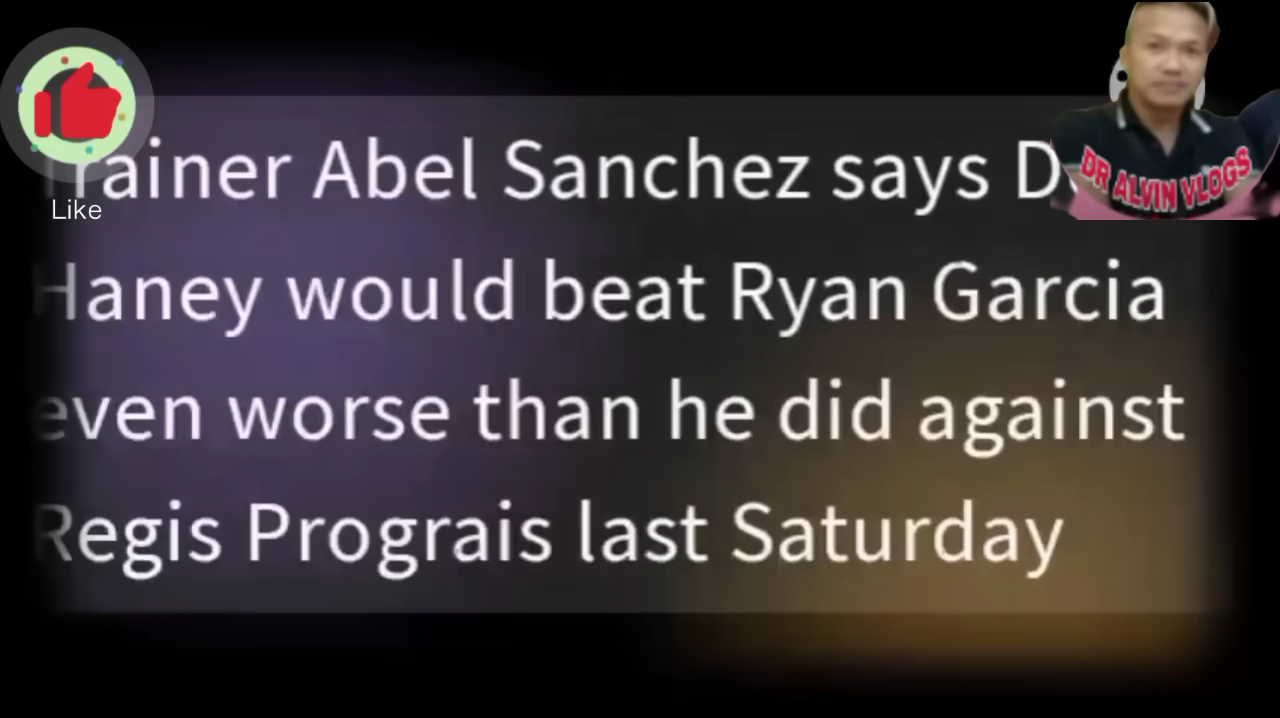 Trainer Abel Sanchez says
Haney would beat Ryan Garcia
even worse than he did against
Regis Prograis last Saturday
Like
DR ALVIN VLOGS